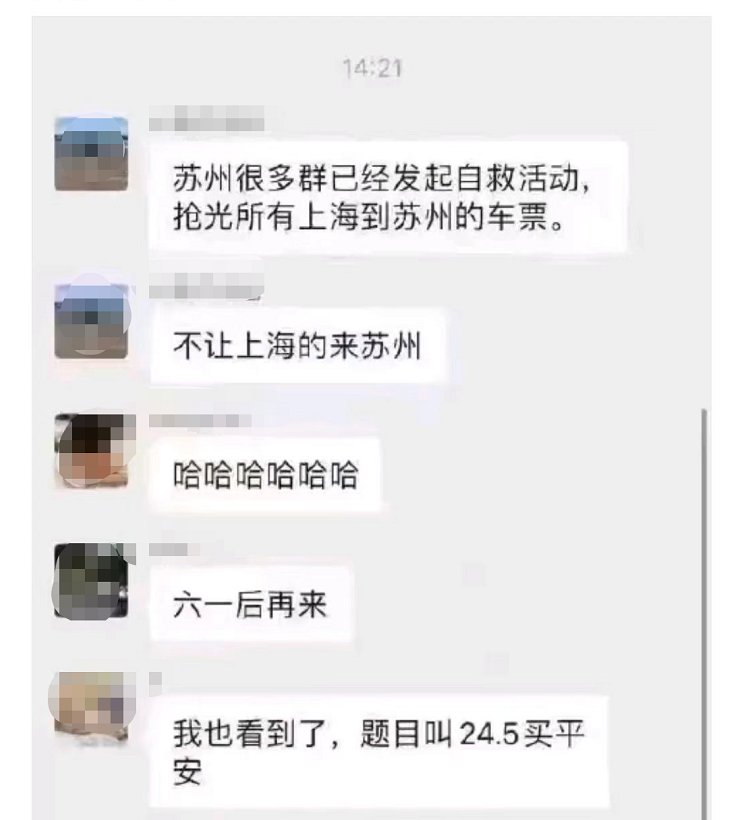 14:21
苏州很多群已经发起自救活动，
抢光所有上海到苏州的车票。
不让上海的来苏州
哈哈哈哈哈哈
六一后再来
我也看到了，题目叫24.5买平
安